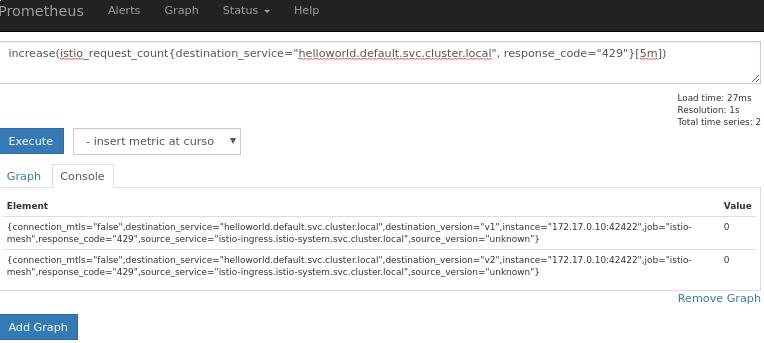 Prometheus Alerts Graph Status Help
increase(istio_request_count{destination_service="helloworld.default.svc.cluster.local", response_code="429"}[5m])
Load time: 27ms
Resolution: 1s
Total time series: 2
Execute - insert metric at curso
Graph Console
Element Value
{connection_mtls="false",destination_service="helloworld.default.svc.cluster.local",destination_version="v1",instance="172.17.0.10:42422",job="istio-
mesh",response_code="429",source_service="istio-ingress.istio-system.svc.cluster.local",source_version="unknown"} 0
{connection_mtls="false",destination_service="helloworld.default.svc.cluster.local",destination_version="v2",instance="172.17.0.10:42422",job="istio-
mesh",response_code="429",source_service="istio-ingress.istio-system.svc.cluster.local",source_version="unknown"} 0
Remove Graph
Add Graph